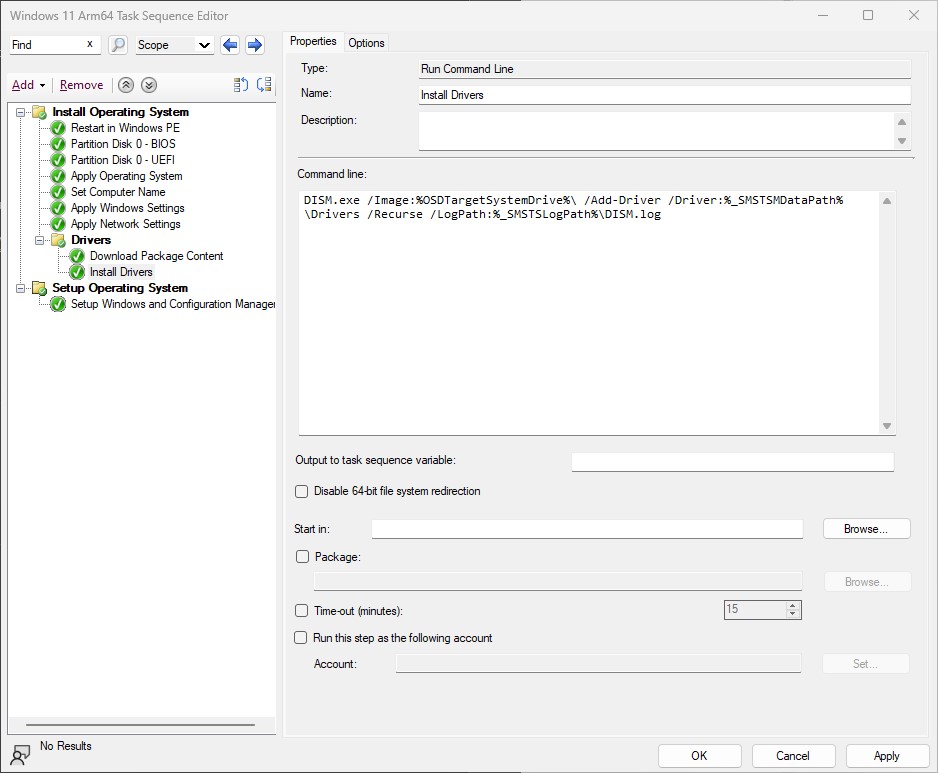 Windows 11 Arm64 Task Sequence Editor
Find x Scope
Add Remove
Install Operating System
Restart in Windows PE
Partition Disk 0 - BIOS
Partition Disk 0 - UEFI
Apply Operating System
Set Computer Name
Apply Windows Settings
Apply Network Settings
Drivers
Download Package Content
Install Drivers
Setup Operating System
Setup Windows and Configuration Manager
No Results
Properties Options
Type: Run Command Line
Name: Install Drivers
Description:
Command line:
DISM.exe /Image:%OSDTargetSystemDrive%\ /Add-Driver /Driver:%_SMSTSMDataPath%
\Drivers /Recurse /LogPath:%_SMSTSLogPath%\DISM.log
Output to task sequence variable:
Disable 64-bit file system redirection
Start in: Browse...
Package:
Browse...
Time-out (minutes): 15
Run this step as the following account
Account: Set...
OK Cancel Apply